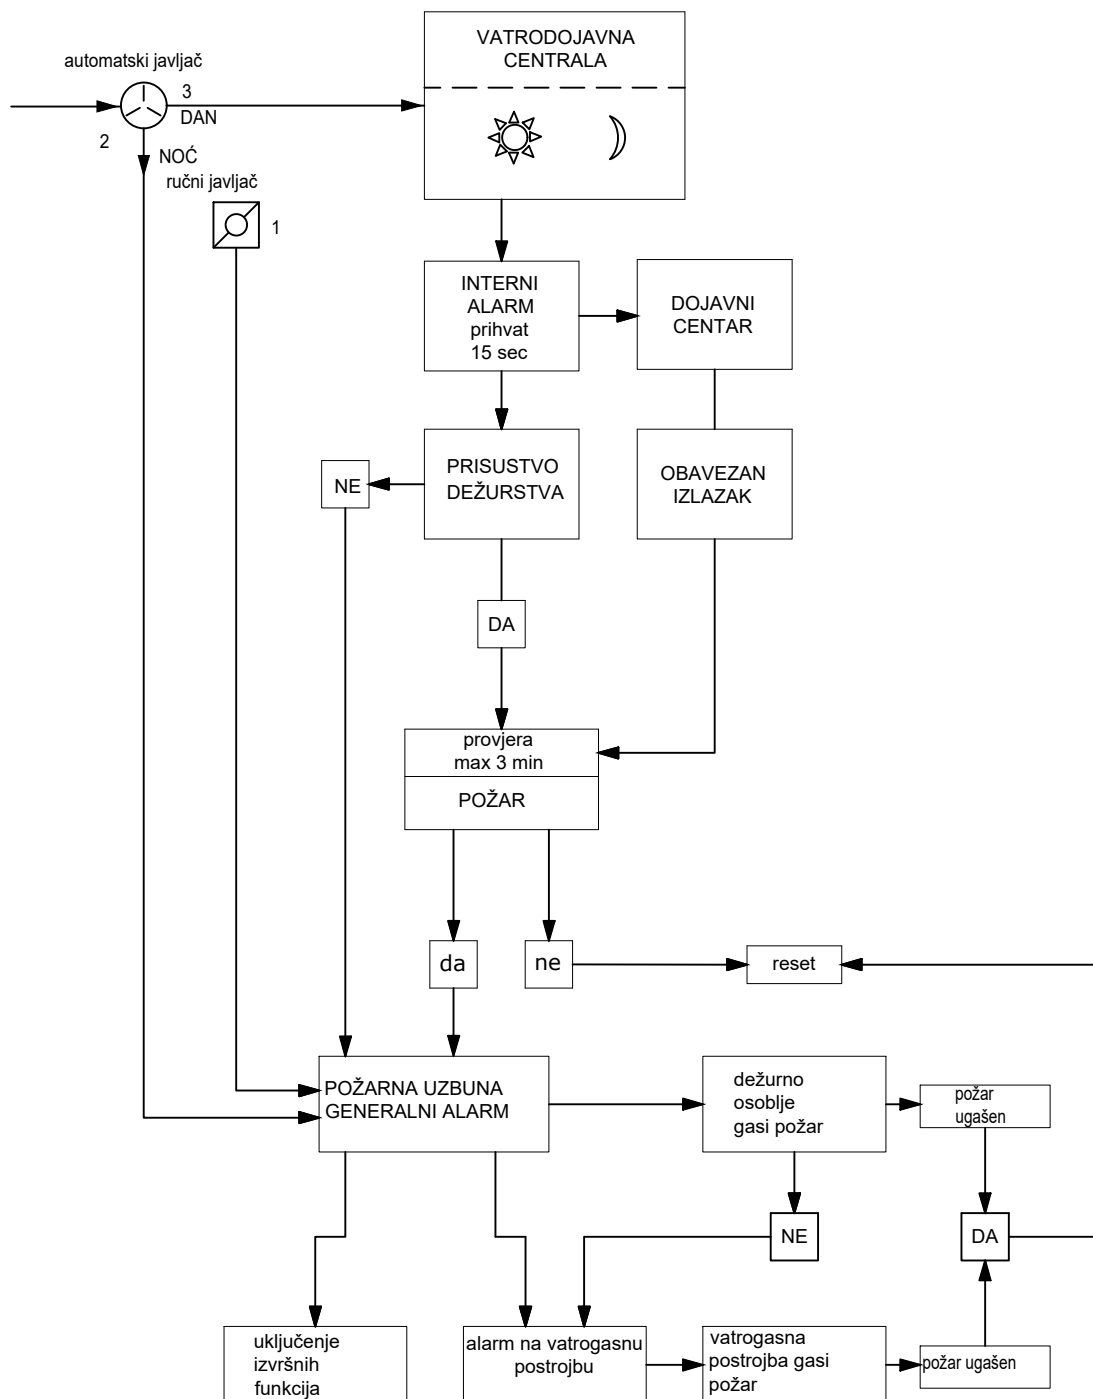 VATRODOJAVNA
CENTRALA
automatski javljač
3
DAN
2
NOĆ
ručni javljač
1
INTERNI
ALARM
prihvat
15 sec
DOJAVNI
CENTAR
PRISUSTVO
DEŽURSTVA
NE
OBAVEZAN
IZLAZAK
DA
provjera
max 3 min
POŽAR
da
ne
reset
POŽARNA UZBUNA
GENERALNI ALARM
dežurno
osoblje
gasi požar
požar
ugašen
NE
DA
uključenje
izvršnih
funkcija
alarm na vatrogasnu
postrojbu
vatrogasna
postrojba gasi
požar
požar ugašen